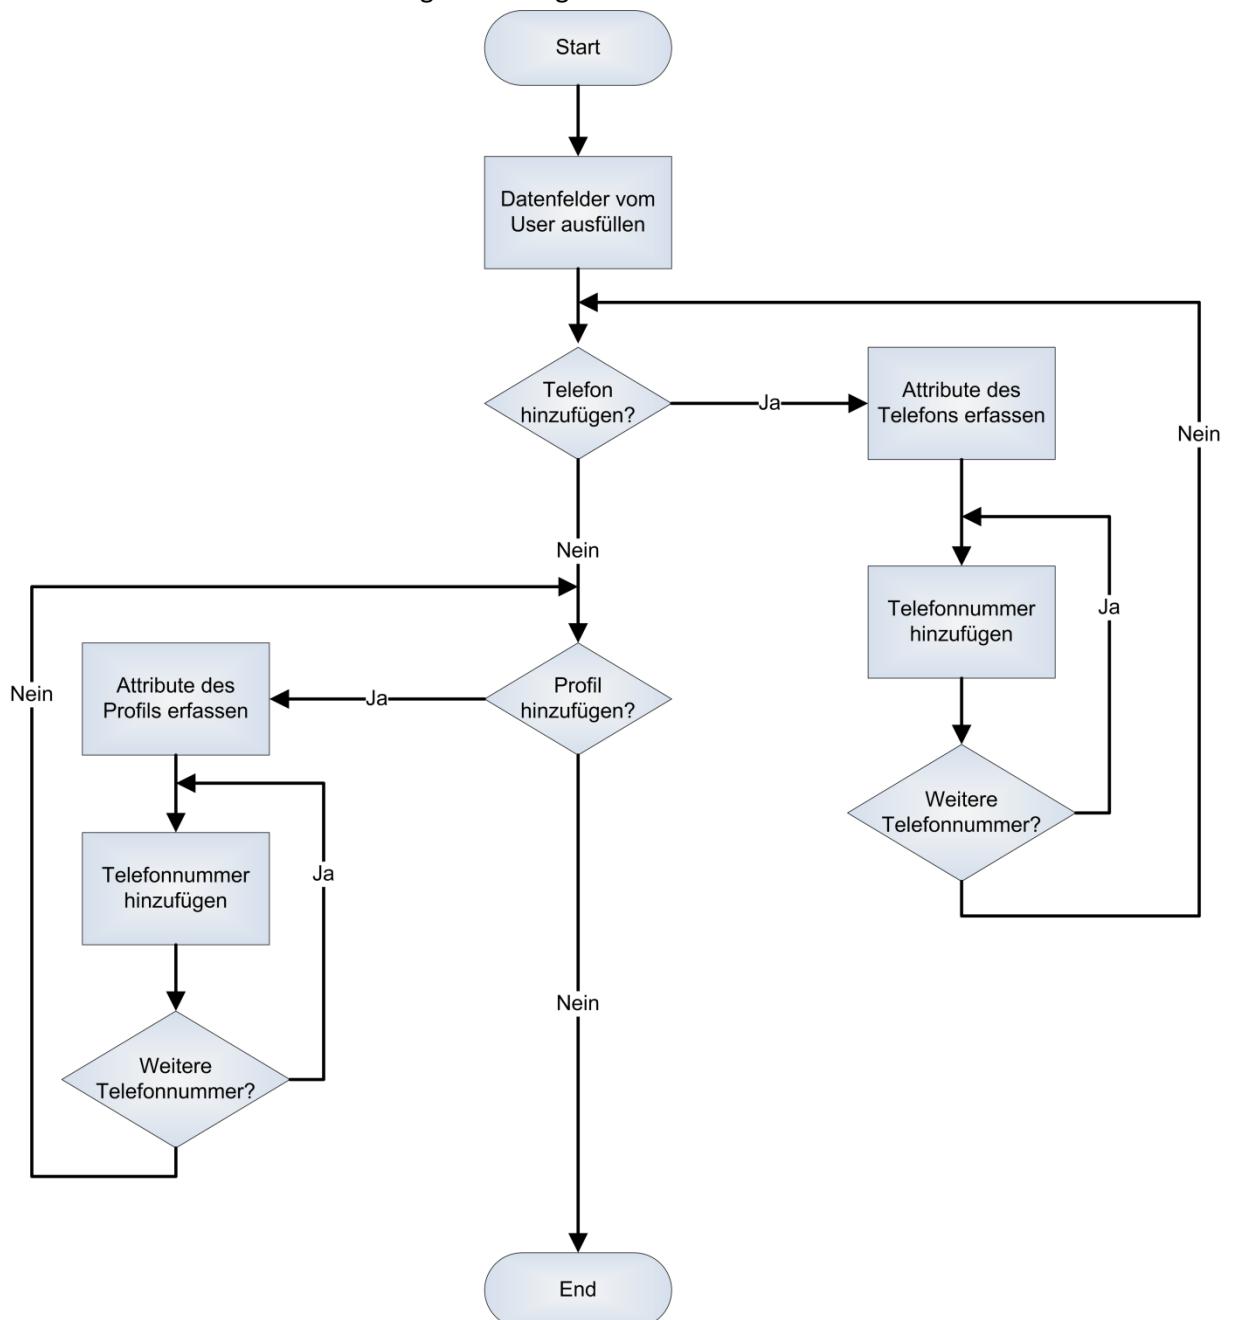 Start
Datenfelder vom
User ausfüllen
Telefon
hinzufügen?
Ja
Attribute des
Telefons erfassen
Nein
Nein
Telefonnummer
hinzufügen
Ja
Weitere
Telefonnummer?
Profil
hinzufügen?
Ja
Attribute des
Profils erfassen
Nein
Telefonnummer
hinzufügen
Ja
Weitere
Telefonnummer?
Nein
End